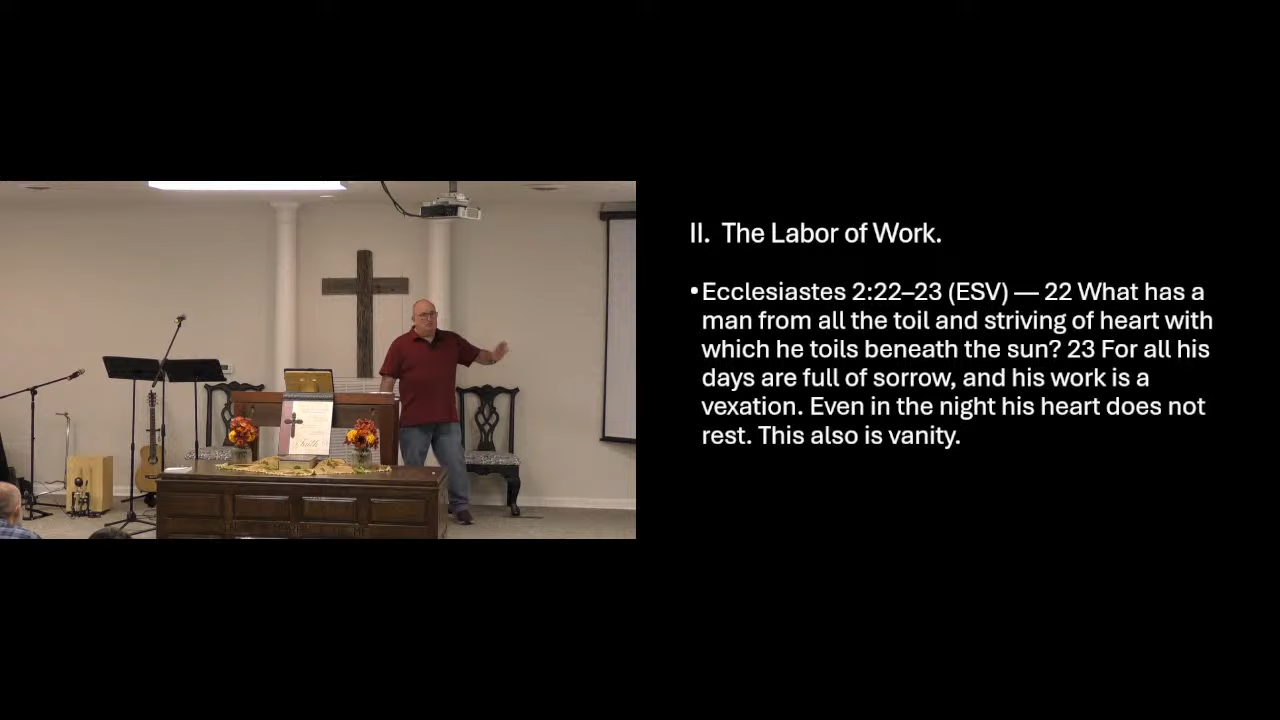 II. The Labor of Work.
•Ecclesiastes 2:22–23 (ESV) — 22 What has a
man from all the toil and striving of heart with
which he toils beneath the sun? 23 For all his
days are full of sorrow, and his work is a
vexation. Even in the night his heart does not
rest. This also is vanity.
Faith